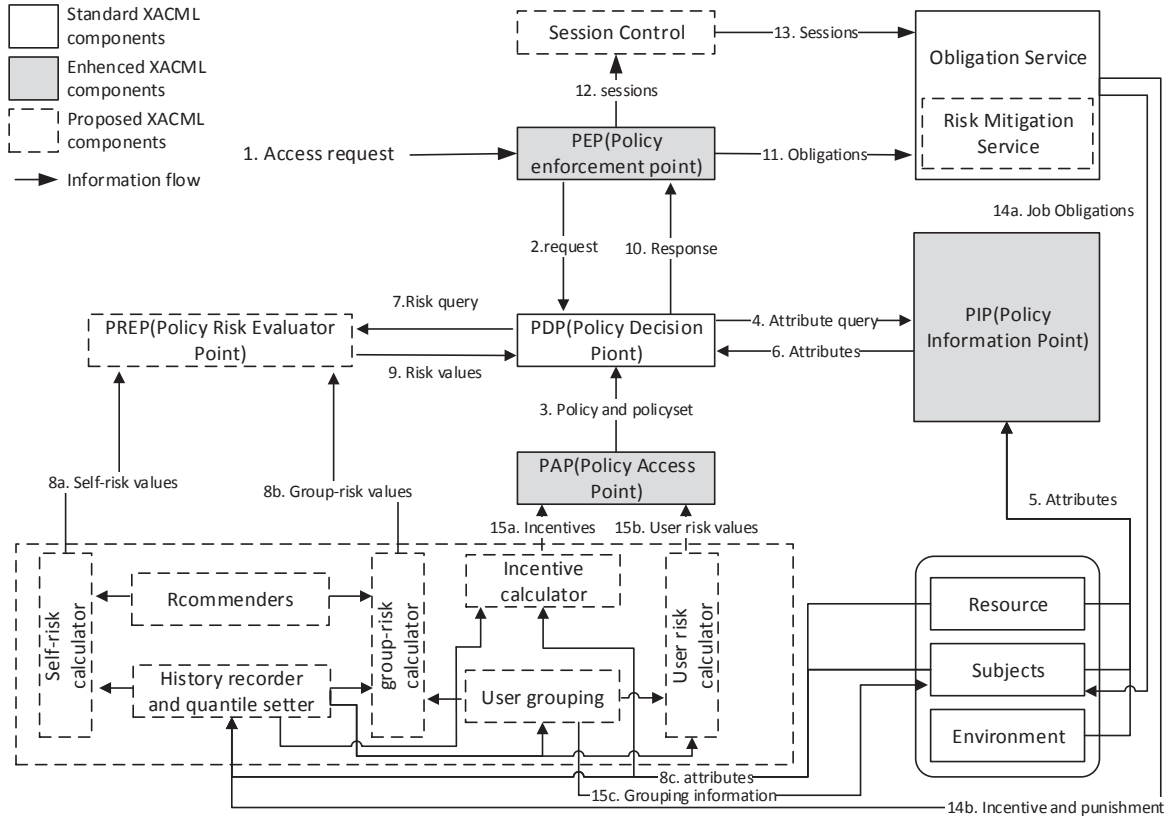 Standard XACML
components
Enhenced XACML
components
Proposed XACML
components
Information flow
Session Control
13. Sessions
Obligation Service
Risk Mitigation
Service
12. sessions
1. Access request
PEP(Policy
enforcement point)
11. Obligations
14a. Job Obligations
2.request
10. Response
7.Risk query
PREP(Policy Risk Evaluator
Point)
9. Risk values
PDP(Policy Decision
Piont)
4. Attribute query
6. Attributes
PIP(Policy
Information Point)
3. Policy and policyset
PAP(Policy Access
Point)
8a. Self-risk values
8b. Group-risk values
15a. Incentives
15b. User risk values
5. Attributes
Self-risk
calculator
Rcommenders
History recorder
and quantile setter
group-risk
calculator
Incentive
calculator
User grouping
User risk
calculator
Resource
Subjects
Environment
8c. attributes
15c. Grouping information
14b. Incentive and punishment